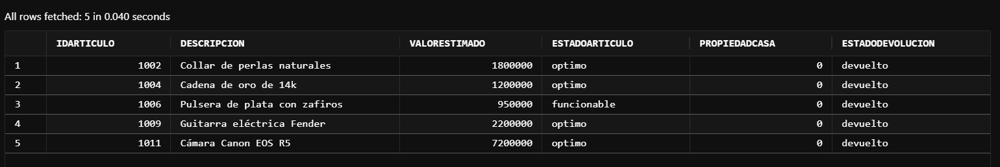 All rows fetched: 5 in 0.040 seconds
IDARTICULO DESCRIPCION VALORESTIMADO ESTADOARTICULO PROPIEDADCASA ESTADODEVOLUCION
1 1002 Collar de perlas naturales 1800000 optimo 0 devuelto
2 1004 Cadena de oro de 14k 1200000 optimo 0 devuelto
3 1006 Pulsera de plata con zafiros 950000 funcionable 0 devuelto
4 1009 Guitarra eléctrica Fender 2200000 optimo 0 devuelto
5 1011 Cámara Canon EOS R5 7200000 optimo 0 devuelto